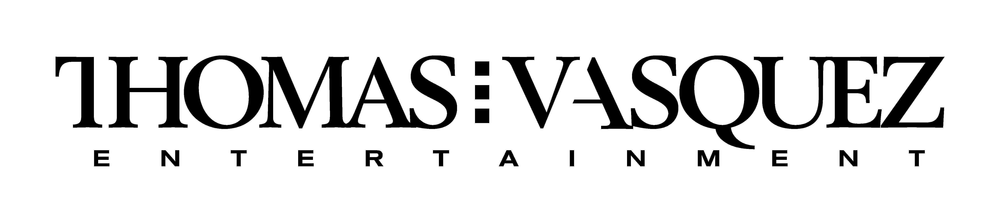 THOMAS VASQUEZ
ENTERTAINMENT